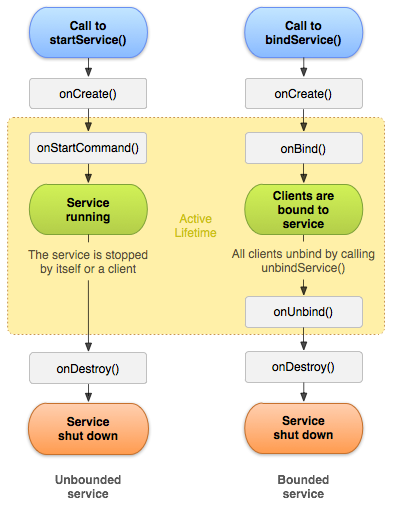 Call to
startService()
onCreate()
onStartCommand()
Service
running
The service is stopped
by itself or a client
onDestroy()
Service
shut down
Unbounded
service
Active
Lifetime
Call to
bindService()
onCreate()
onBind()
Clients are
bound to
service
All clients unbind by calling
unbindService()
onUnbind()
onDestroy()
Service
shut down
Bounded
service